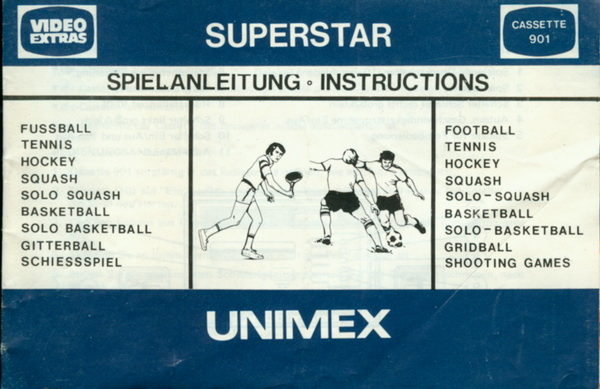 VIDEO
EXTRAS
SUPERSTAR
CASSETTE
901
SPIELANLEITUNG • INSTRUCTIONS
FUSSBALL
TENNIS
HOCKEY
SQUASH
SOLO SQUASH
BASKETBALL
SOLO BASKETBALL
GITTERBALL
SCHIESSSPIEL
FOOTBALL
TENNIS
HOCKEY
SQUASH
SOLO-SQUASH
BASKETBALL
SOLO-BASKETBALL
GRIDBALL
SHOOTING GAMES
UNIMEX